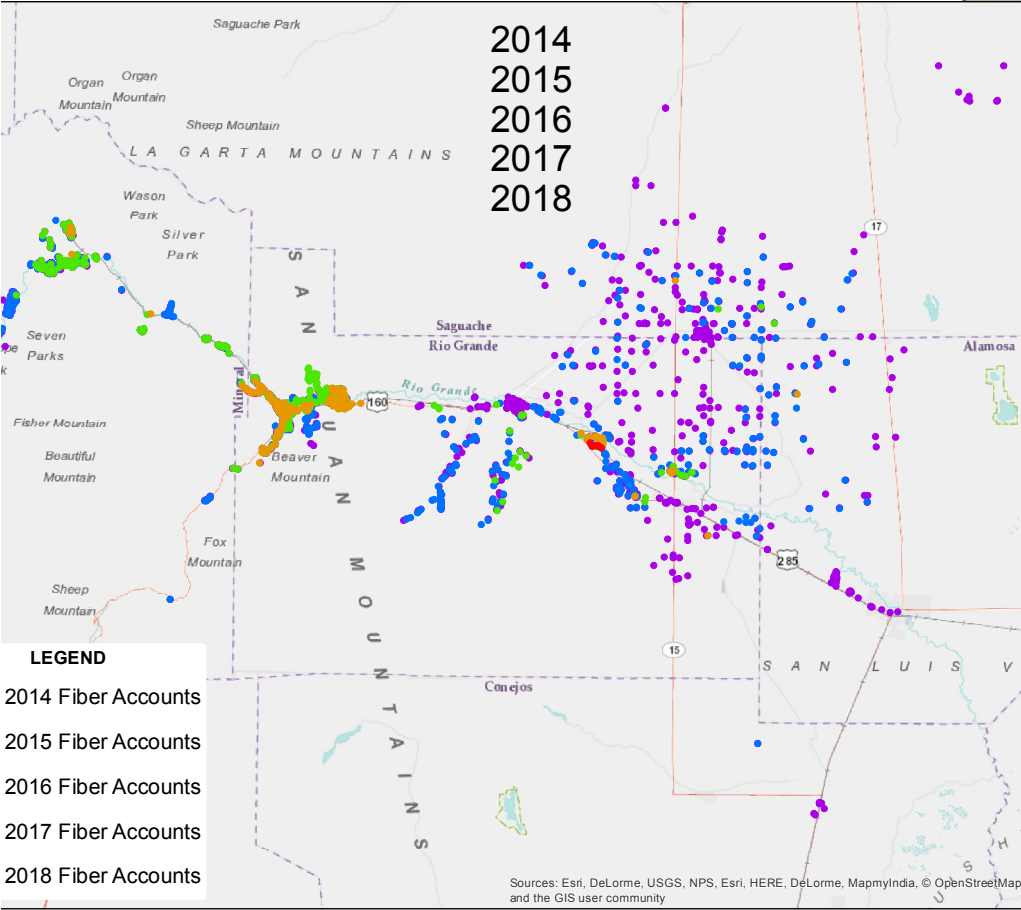 Saguache Park
2014
2015
2016
2017
2018
Organ
Mountain
Organ
Mountain
Sheep Mountain
LA GARTA MOUNTAINS
Wason
Park
Silver
Park
17
SAN JUAN MOUNTAINS
Saguache
Rio Grande
Alamosa
Seven
Parks
Mineral
Rio Grande
160
Fisher Mountain
Beautiful
Mountain
Beaver
Mountain
Fox
Mountain
285
Sheep
Mountain
15
SAN LUIS V
Conejos
LEGEND
2014 Fiber Accounts
2015 Fiber Accounts
2016 Fiber Accounts
2017 Fiber Accounts
2018 Fiber Accounts
Sources: Esri, DeLorme, USGS, NPS, Esri, HERE, DeLorme, MapmyIndia, © OpenStreetMap
and the GIS user community